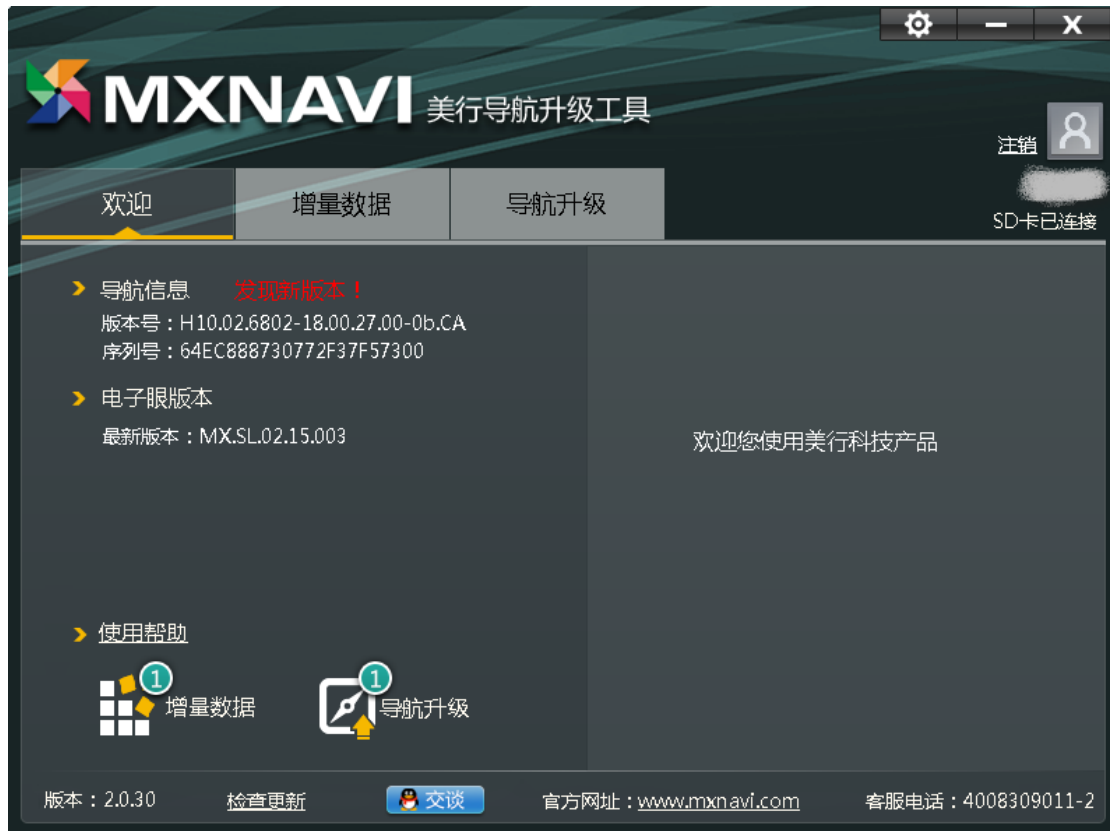 X
MXNAVI 美行导航升级工具
注销
欢迎 增量数据 导航升级
SD卡已连接
导航信息 发现新版本！
版本号：H10.02.6802-18.00.27.00-0b.CA
序列号：64EC888730772F37F57300
电子眼版本
最新版本：MX.SL.02.15.003
欢迎您使用美行科技产品
使用帮助
1 增量数据 1 导航升级
版本：2.0.30 检查更新 交谈 官方网址：www.mxnavi.com 客服电话：4008309011-2